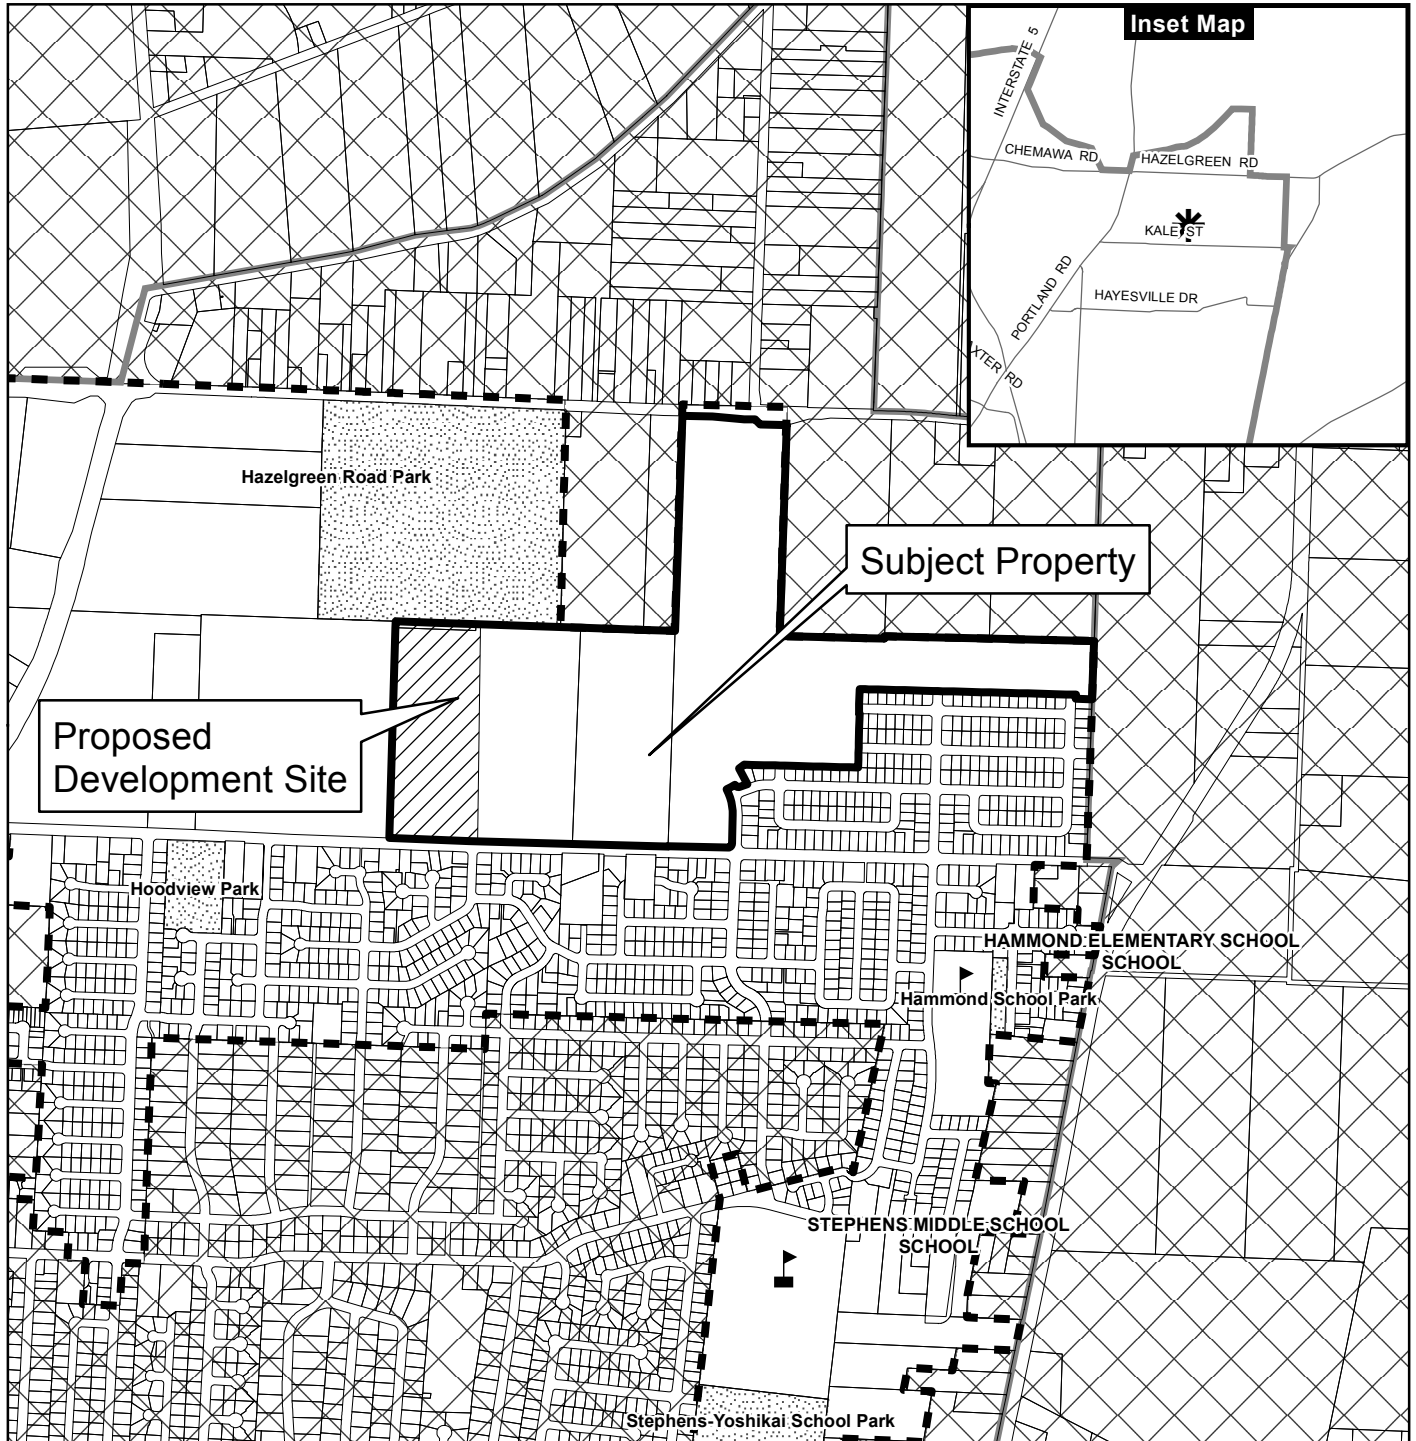 Inset Map
INTERSTATE 5
CHEMAWA RD
HAZELGREEN RD
KALE ST
PORTLAND RD
HAYESVILLE DR
AXTER RD
Hazelgreen Road Park
Subject Property
Proposed
Development Site
Hoodview Park
HAMMOND ELEMENTARY SCHOOL
SCHOOL
Hammond School Park
STEPHENS MIDDLE SCHOOL
SCHOOL
Stephens-Yoshikai School Park